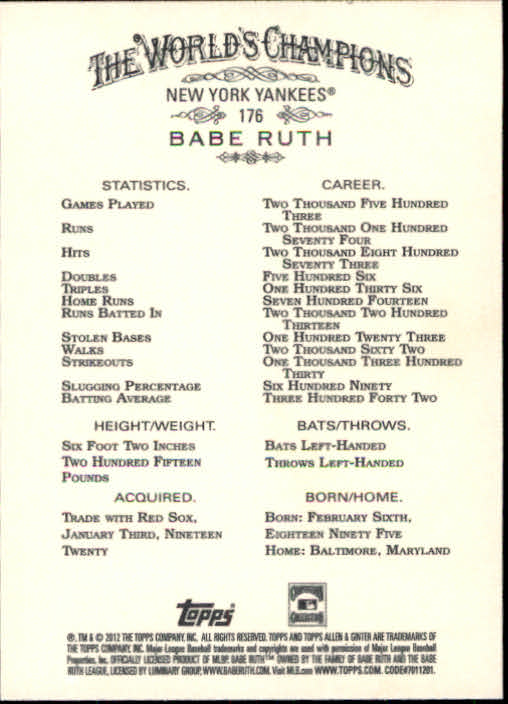 THE WORLD'S CHAMPIONS
NEW YORK YANKEES®
176
BABE RUTH
STATISTICS. CAREER.
GAMES PLAYED TWO THOUSAND FIVE HUNDRED
THREE
RUNS TWO THOUSAND ONE HUNDRED
SEVENTY FOUR
HITS TWO THOUSAND EIGHT HUNDRED
SEVENTY THREE
DOUBLES FIVE HUNDRED SIX
TRIPLES ONE HUNDRED THIRTY SIX
HOME RUNS SEVEN HUNDRED FOURTEEN
RUNS BATTED IN TWO THOUSAND TWO HUNDRED
THIRTEEN
STOLEN BASES ONE HUNDRED TWENTY THREE
WALKS TWO THOUSAND SIXTY TWO
STRIKEOUTS ONE THOUSAND THREE HUNDRED
THIRTY
SLUGGING PERCENTAGE SIX HUNDRED NINETY
BATTING AVERAGE THREE HUNDRED FORTY TWO
HEIGHT/WEIGHT.
SIX FOOT TWO INCHES
TWO HUNDRED FIFTEEN
POUNDS
BATS/THROWS.
BATS LEFT-HANDED
THROWS LEFT-HANDED
ACQUIRED.
TRADE WITH RED SOX,
JANUARY THIRD, NINETEEN
TWENTY
BORN/HOME.
BORN: FEBRUARY SIXTH,
EIGHTEEN NINETY FIVE
HOME: BALTIMORE, MARYLAND
Topps
®, TM & © 2012 THE TOPPS COMPANY, INC. ALL RIGHTS RESERVED. TOPPS AND TOPPS ALLEN & GINTER ARE TRADEMARKS OF
THE TOPPS COMPANY, INC. Major League Baseball trademarks and copyrights are used with permission of Major League Baseball
Properties, Inc. OFFICIALLY LICENSED PRODUCT OF MLBP. BABE RUTH™ OWNED BY THE FAMILY OF BABE RUTH AND THE BABE
RUTH LEAGUE, LICENSED BY LUMINARY GROUP, WWW.BABERUTH.COM. Visit MLB.com WWW.TOPPS.COM. CODE#7011201.